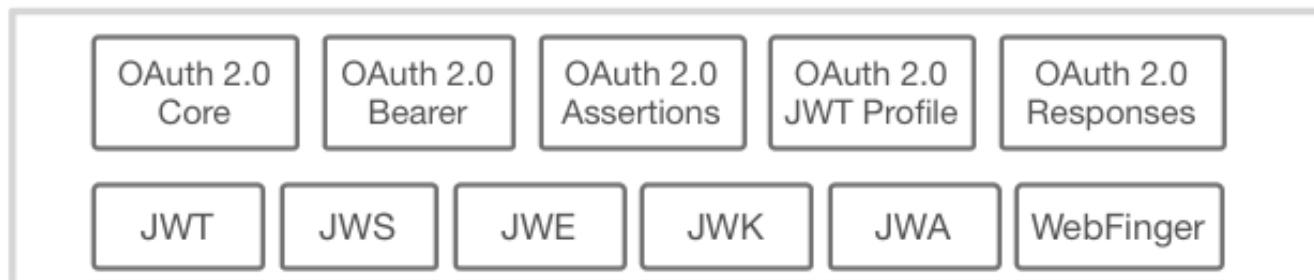 OAuth 2.0
Core
OAuth 2.0
Bearer
OAuth 2.0
Assertions
OAuth 2.0
JWT Profile
OAuth 2.0
Responses
JWT
JWS
JWE
JWK
JWA
WebFinger